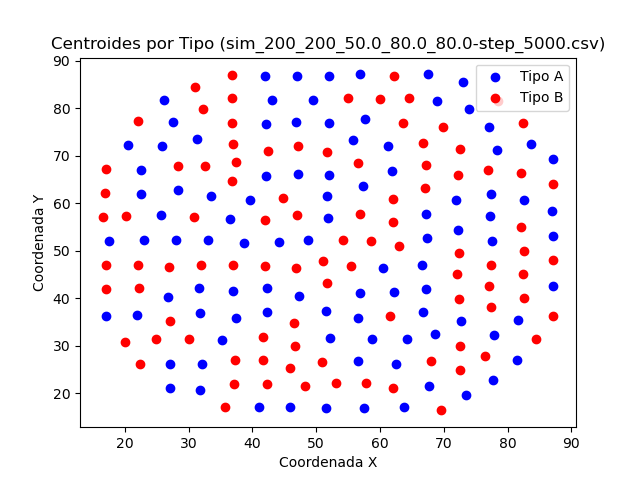 Centroides por Tipo (sim_200_200_50.0_80.0_80.0-step_5000.csv)
Tipo A
Tipo B
Coordenada Y
90
80
70
60
50
40
30
20
20 30 40 50 60 70 80 90
Coordenada X